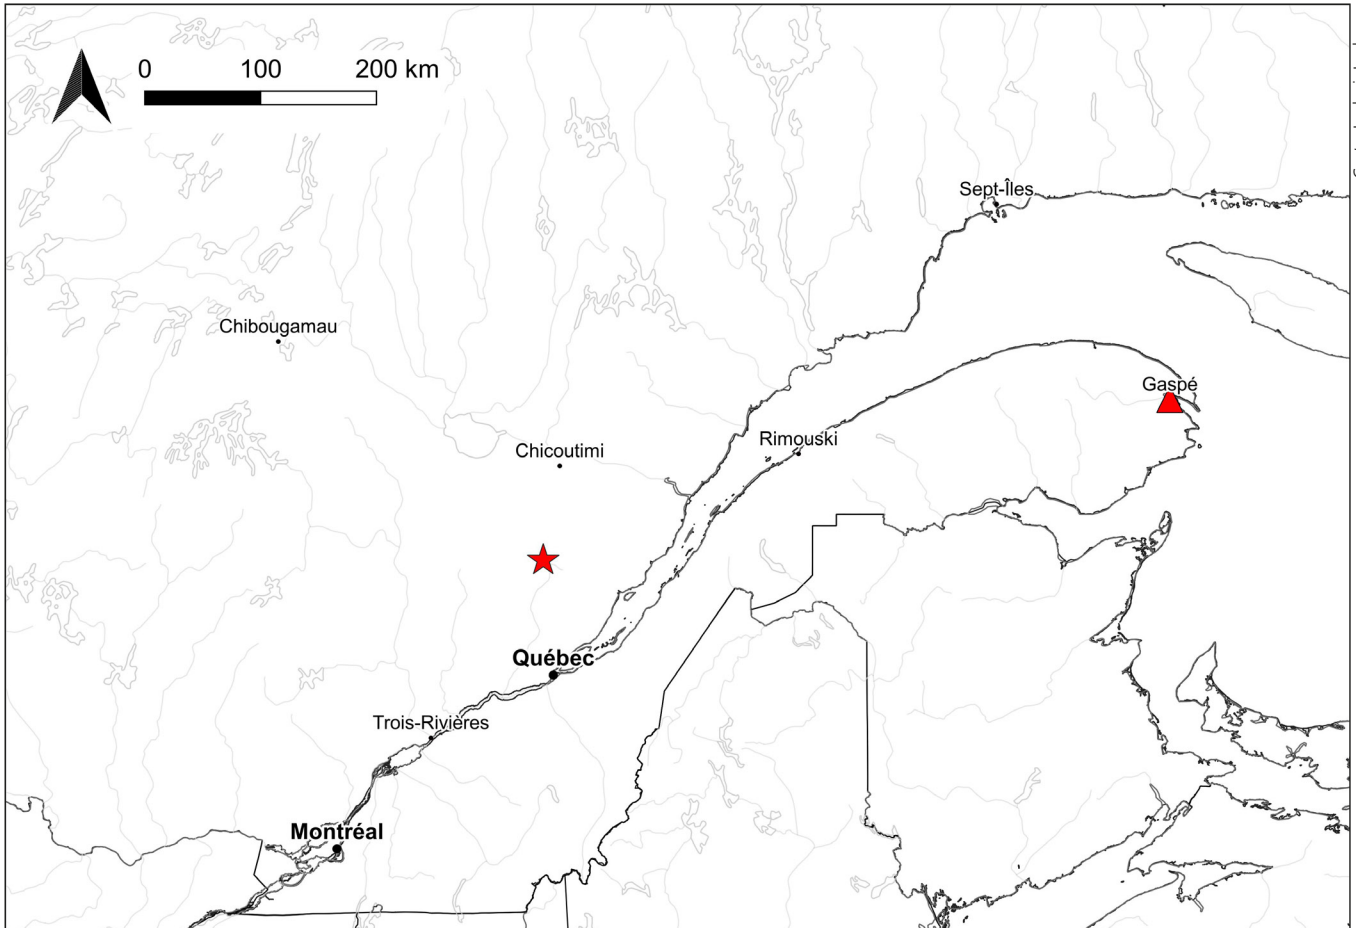 0 100 200 km
Sept-Îles
Chibougamau
Gaspé
Rimouski
Chicoutimi
Québec
Trois-Rivières
Montréal